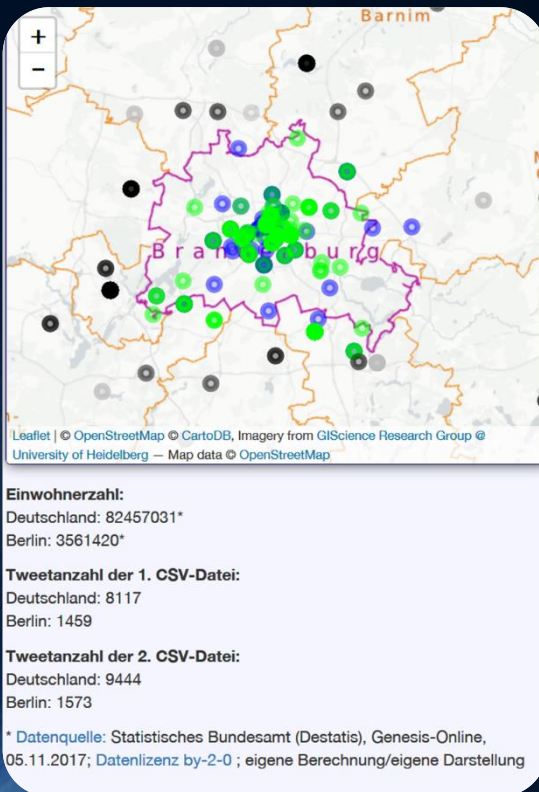 Barnim
+
−
Brandenburg
Leaflet | © OpenStreetMap © CartoDB, Imagery from GIScience Research Group @
University of Heidelberg — Map data © OpenStreetMap
Einwohnerzahl:
Deutschland: 82457031*
Berlin: 3561420*
Tweetanzahl der 1. CSV-Datei:
Deutschland: 8117
Berlin: 1459
Tweetanzahl der 2. CSV-Datei:
Deutschland: 9444
Berlin: 1573
* Datenquelle: Statistisches Bundesamt (Destatis), Genesis-Online,
05.11.2017; Datenlizenz by-2-0 ; eigene Berechnung/eigene Darstellung